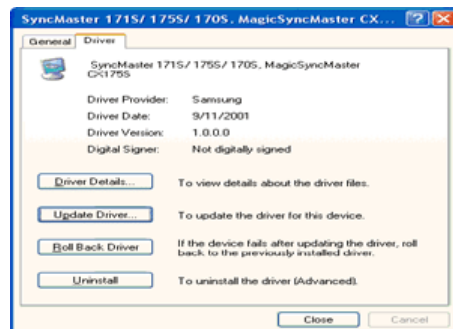 SyncMaster 171S/ 175S/ 170S, MagicSyncMaster CX...
General Driver
SyncMaster 171S/ 175S/ 170S, MagicSyncMaster
CX175S
Driver Provider: Samsung
Driver Date: 9/11/2001
Driver Version: 1.0.0.0
Digital Signer: Not digitally signed
Driver Details... To view details about the driver files.
Update Driver... To update the driver for this device.
Roll Back Driver If the device fails after updating the driver, roll
back to the previously installed driver.
Uninstall To uninstall the driver (Advanced).
Close Cancel